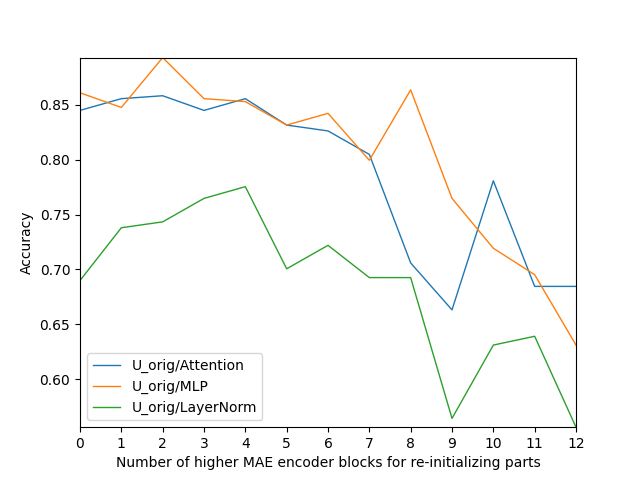 Accuracy
0.85
0.80
0.75
0.70
0.65
0.60
U_orig/Attention
U_orig/MLP
U_orig/LayerNorm
0 1 2 3 4 5 6 7 8 9 10 11 12
Number of higher MAE encoder blocks for re-initializing parts